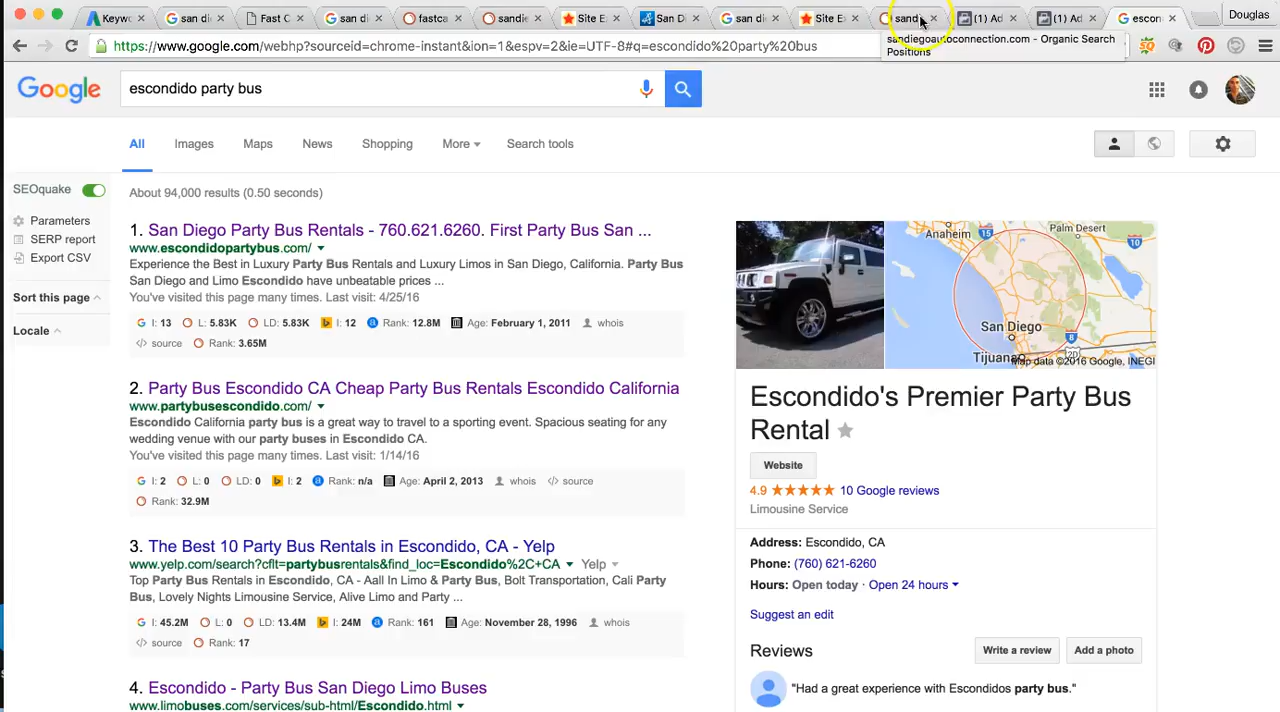 Keyw
san di
Fast C
san di
fastca
sandie
Site E
San D
san di
Site E
sandi
(1) Ad
(1) Ad
escon
Douglas
https://www.google.com/webhp?sourceid=chrome-instant&ion=1&espv=2&ie=UTF-8#q=escondido%20party%20bus
sandiegoautoconnection.com - Organic Search
Positions
Google
escondido party bus
All Images Maps News Shopping More Search tools
SEOquake
Parameters
SERP report
Export CSV
Sort this page
Locale
About 94,000 results (0.50 seconds)
1. San Diego Party Bus Rentals - 760.621.6260. First Party Bus San ...
www.escondidopartybus.com/
Experience the Best in Luxury Party Bus Rentals and Luxury Limos in San Diego, California. Party Bus
San Diego and Limo Escondido have unbeatable prices ...
You've visited this page many times. Last visit: 4/25/16
I: 13 L: 5.83K LD: 5.83K I: 12 Rank: 12.8M Age: February 1, 2011 whois
</> source Rank: 3.65M
2. Party Bus Escondido CA Cheap Party Bus Rentals Escondido California
www.partybusescondido.com/
Escondido California party bus is a great way to travel to a sporting event. Spacious seating for any
wedding venue with our party buses in Escondido CA.
You've visited this page many times. Last visit: 1/14/16
I: 2 L: 0 LD: 0 I: 2 Rank: n/a Age: April 2, 2013 whois </> source
Rank: 32.9M
3. The Best 10 Party Bus Rentals in Escondido, CA - Yelp
www.yelp.com/search?cflt=partybusrentals&find_loc=Escondido%2C+CA Yelp
Top Party Bus Rentals in Escondido, CA - Aall In Limo & Party Bus, Bolt Transportation, Cali Party
Bus, Lovely Nights Limousine Service, Alive Limo and Party ...
I: 45.2M L: 0 LD: 13.4M I: 24M Rank: 161 Age: November 28, 1996 whois
</> source Rank: 17
4. Escondido - Party Bus San Diego Limo Buses
www.limobuses.com/services/sub-html/Escondido.html
Anaheim
15
Palm Desert
10
San Diego
8
Tijuana
2D
Map data ©2016 Google, INEGI
Escondido's Premier Party Bus
Rental
Website
4.9 10 Google reviews
Limousine Service
Address: Escondido, CA
Phone: (760) 621-6260
Hours: Open today · Open 24 hours
Suggest an edit
Reviews
Write a review
Add a photo
"Had a great experience with Escondidos party bus."